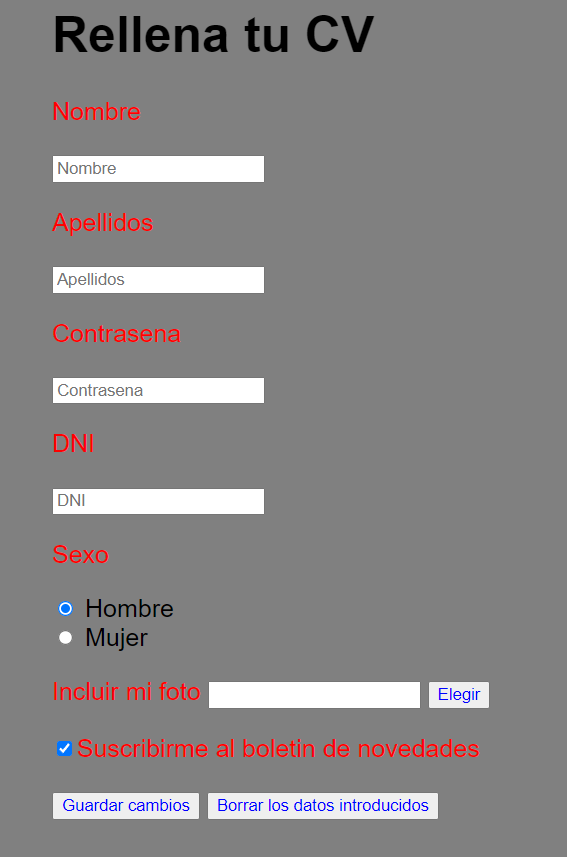 Rellena tu CV
Nombre
Nombre
Apellidos
Apellidos
Contrasena
Contrasena
DNI
DNI
Sexo
Hombre
Mujer
Incluir mi foto Elegir
Suscribirme al boletin de novedades
Guardar cambios Borrar los datos introducidos